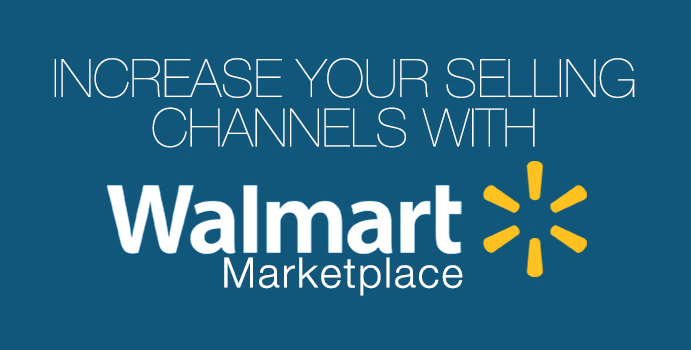 INCREASE YOUR SELLING
CHANNELS WITH
Walmart
Marketplace